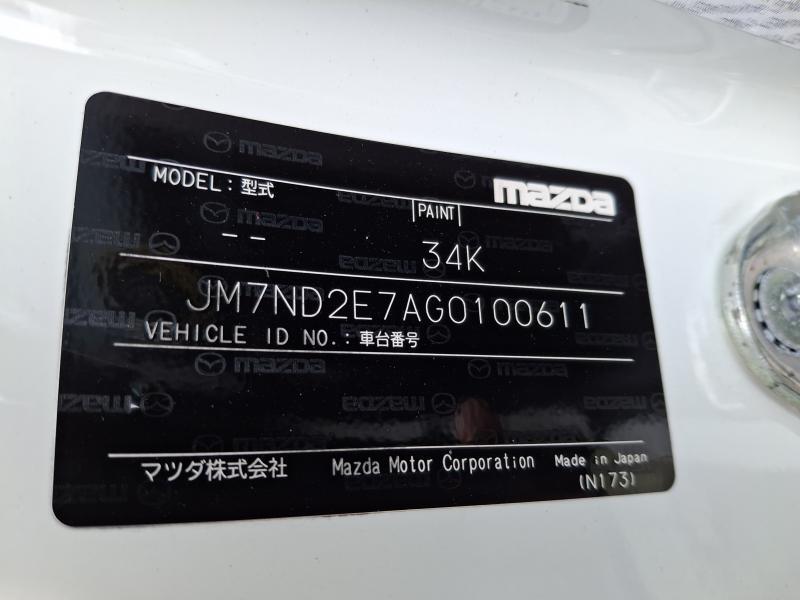 mazda
MODEL : 型式
PAINT
--
34K
JM7ND2E7AG0100611
VEHICLE ID NO. : 車台番号
マツダ株式会社 Mazda Motor Corporation Made in Japan
(N173)